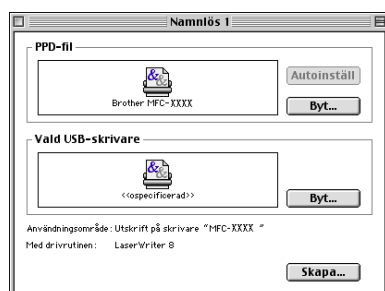 Namnlös 1
PPD-fil
Brother MFC-XXXX
Autoinställ
Byt...
Vald USB-skrivare
<<ospecificerad>>
Byt...
Användningsområde: Utskrift på skrivare "MFC-XXXX "
Med drivrutinen: LaserWriter 8
Skapa...